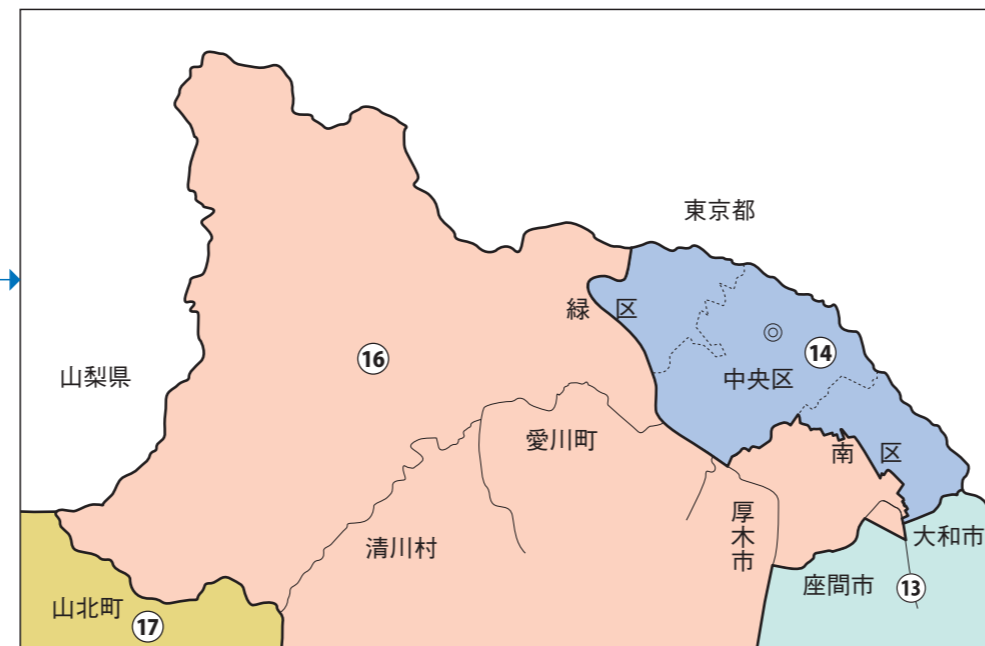 東京都
緑区
⑯
⑭
山梨県
中央区
愛川町
南区
厚木市
大和市
清川村
座間市
⑬
山北町
⑰